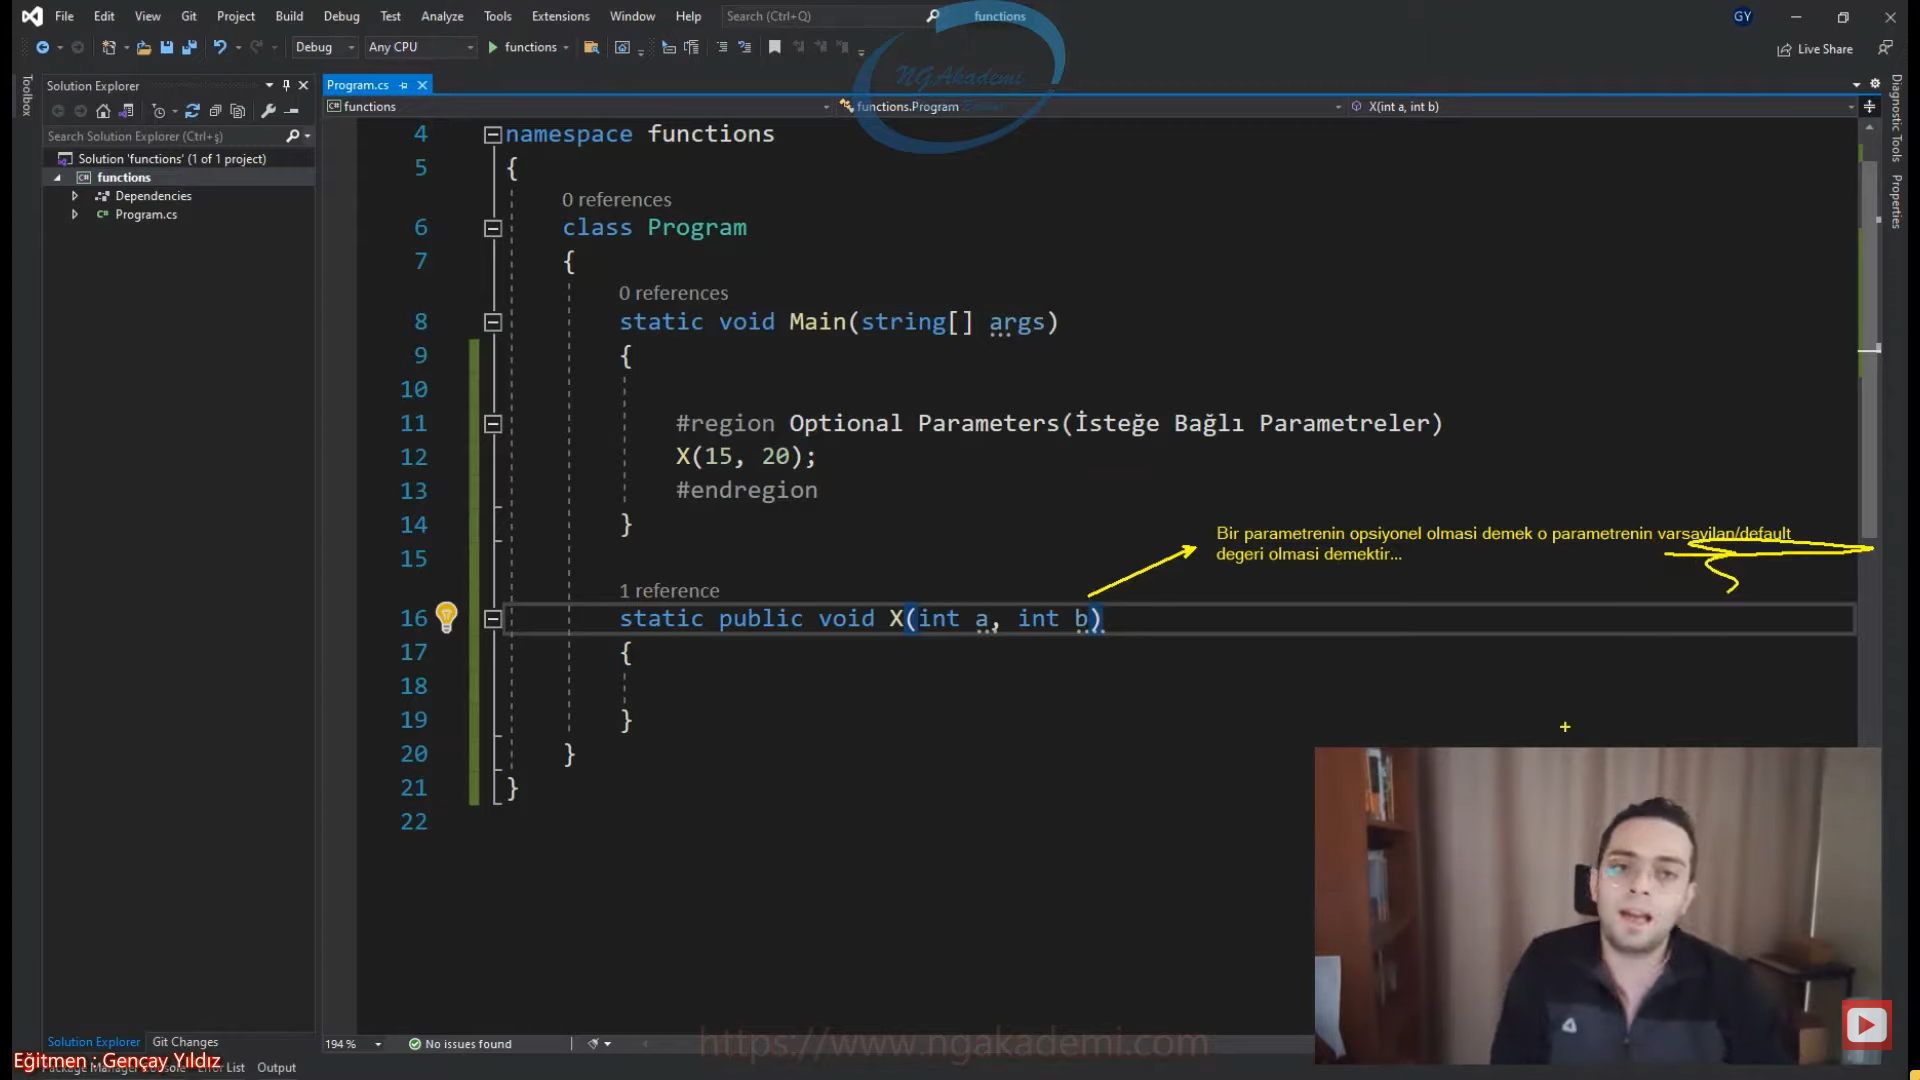 File Edit View Git Project Build Debug Test Analyze Tools Extensions Window Help Search (Ctrl+Q) functions GY
Debug Any CPU functions Live Share
NGAkademi
Toolbox
Solution Explorer
Search Solution Explorer (Ctrl+ş)
Solution 'functions' (1 of 1 project)
functions
Dependencies
Program.cs
Program.cs
functions functions.Program X(int a, int b)
4 namespace functions
5 {
0 references
6 class Program
7 {
0 references
8 static void Main(string[] args)
9 {
10
11 #region Optional Parameters(İsteğe Bağlı Parametreler)
12 X(15, 20);
13 #endregion
14 }
15
Bir parametrenin opsiyonel olmasi demek o parametrenin varsayilan/default
degeri olmasi demektir...
1 reference
16 static public void X(int a, int b)
17 {
18
19 }
20 }
21 }
22
Diagnostic Tools
Properties
194 % No issues found
https://www.ngakademi.com
Solution Explorer Git Changes
Eğitmen : Gençay Yıldız
Error List Output